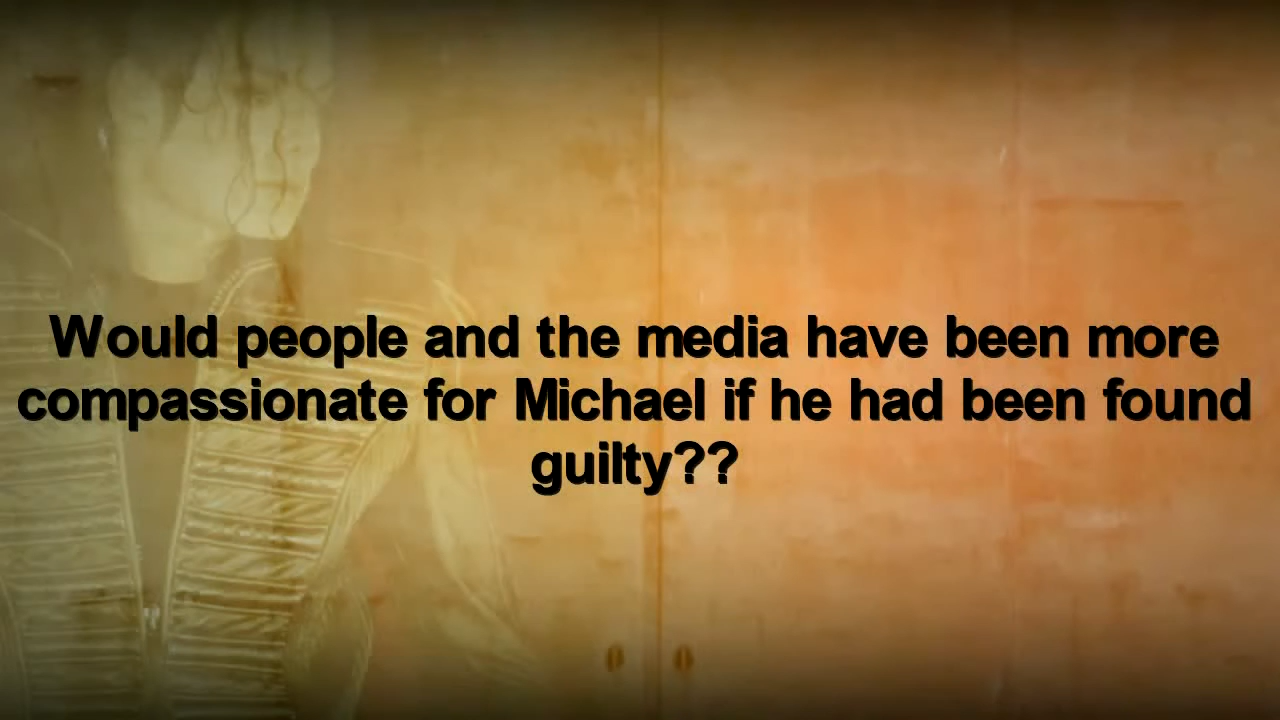 Would people and the media have been more
compassionate for Michael if he had been found
guilty??